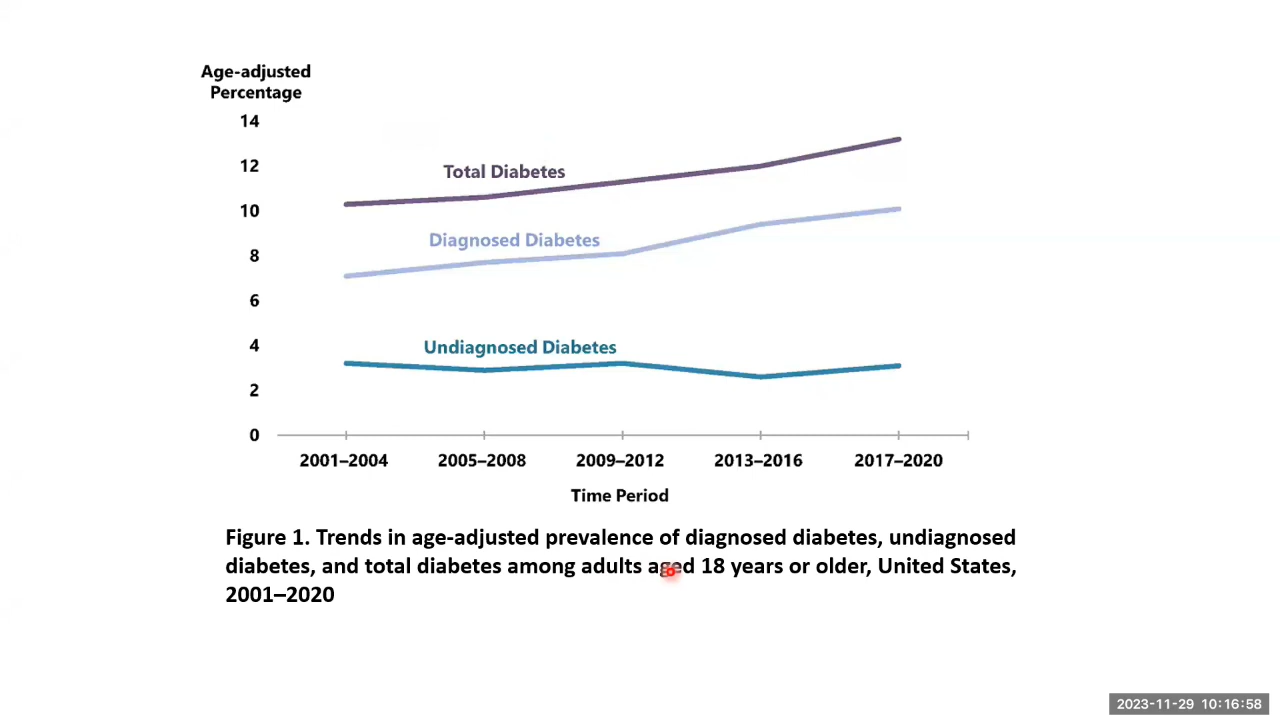 Age-adjusted
Percentage
14
12
Total Diabetes
10
Diagnosed Diabetes
8
6
4
Undiagnosed Diabetes
2
0
2001–2004 2005–2008 2009–2012 2013–2016 2017–2020
Time Period
Figure 1. Trends in age-adjusted prevalence of diagnosed diabetes, undiagnosed
diabetes, and total diabetes among adults aged 18 years or older, United States,
2001–2020
2023-11-29 10:16:58